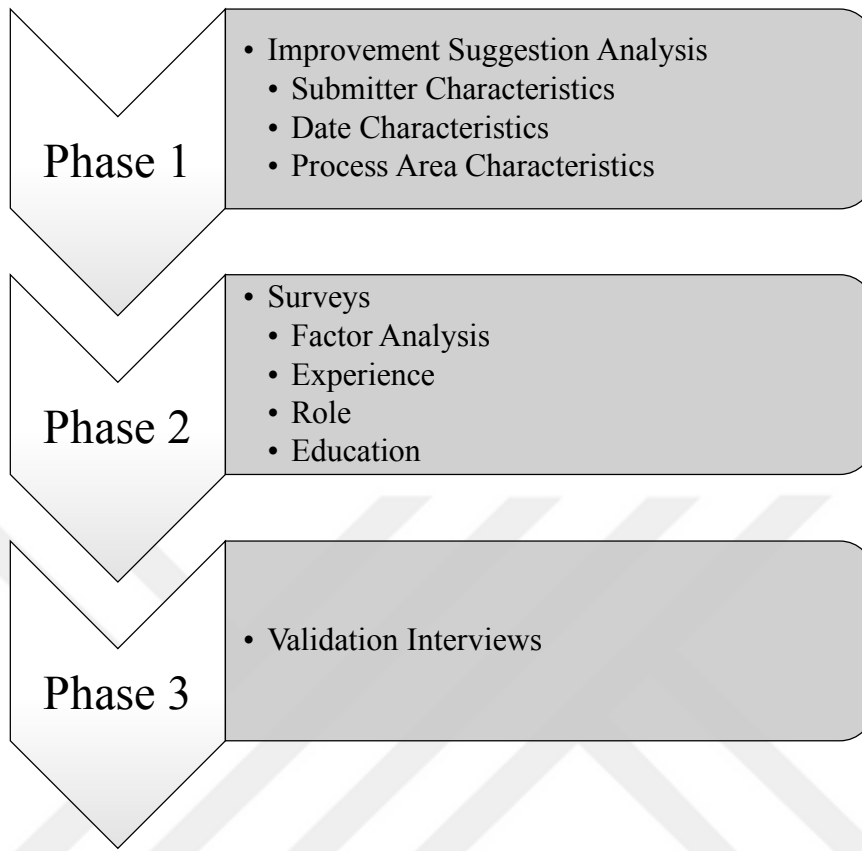 Phase 1
• Improvement Suggestion Analysis
• Submitter Characteristics
• Date Characteristics
• Process Area Characteristics
Phase 2
• Surveys
• Factor Analysis
• Experience
• Role
• Education
Phase 3
• Validation Interviews